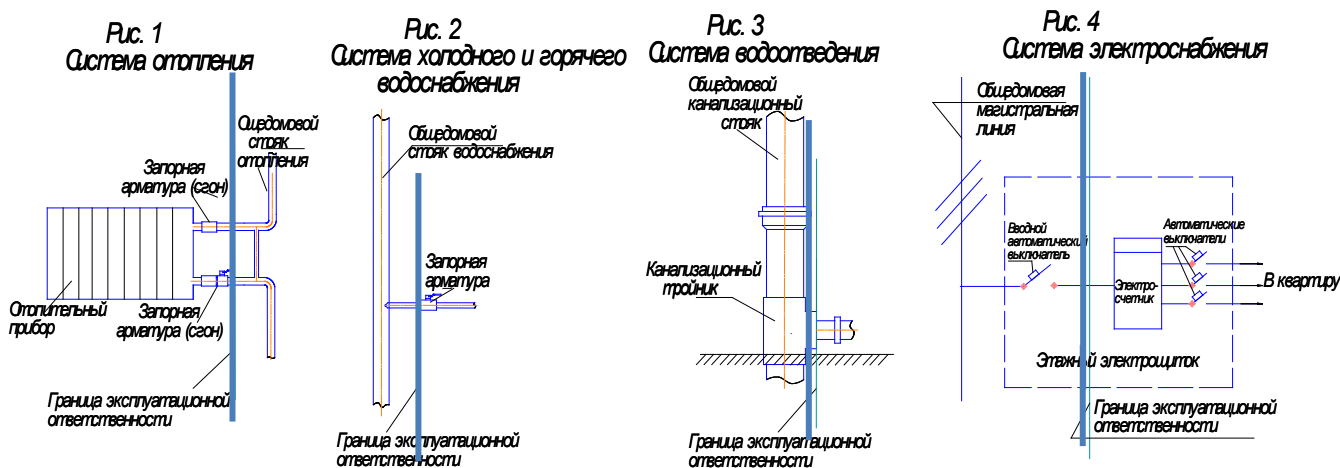 Рис. 1
Система отопления
Ощедомовой
стояк
отопления
Запорная
арматура (сгон)
Отопительный
прибор
Запорная
арматура (сгон)
Граница эксплуатационной
ответственности
Рис. 2
Система холодного и горячего
водоснабжения
Общедомовой
стояк водоснабжения
Запорная
арматура
Граница эксплуатационной
ответственности
Рис. 3
Система водоотведения
Общедомовой
канализационный
стояк
Канализационный
тройник
Граница эксплуатационной
ответственности
Рис. 4
Система электроснабжения
Общедомовая
магистральная
линия
Вводной
автоматический
выключатель
Автоматические
выключатели
Электро-
счетчик
В квартиру
Этажный электрощиток
Граница эксплуатационной
ответственности